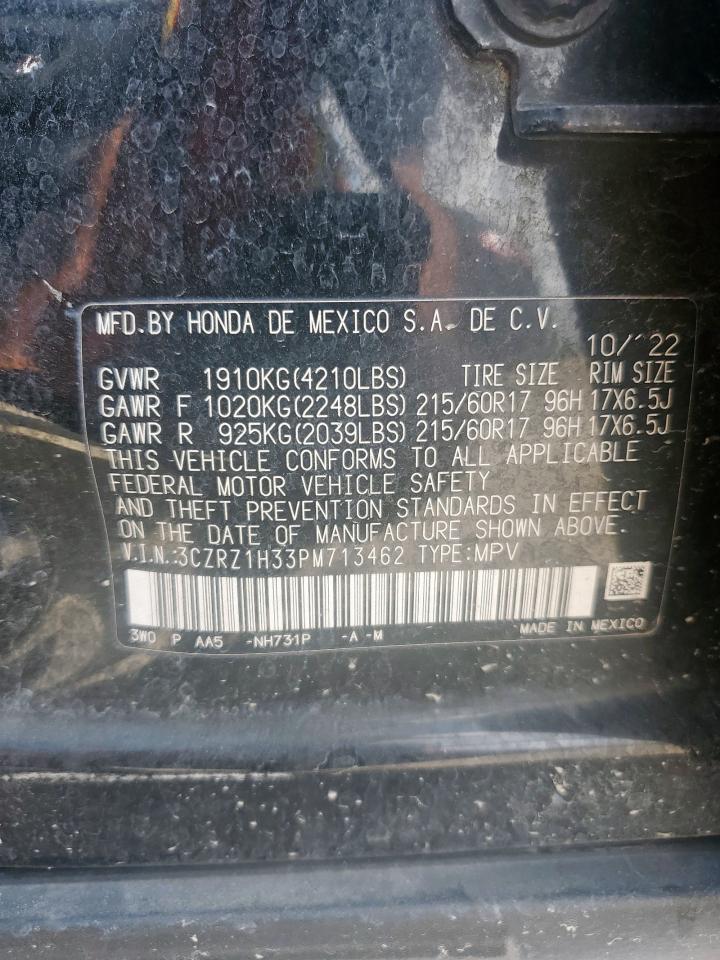 MFD.BY HONDA DE MEXICO S.A. DE C.V.
10/'22
GVWR 1910KG(4210LBS) TIRE SIZE RIM SIZE
GAWR F 1020KG(2248LBS) 215/60R17 96H 17X6.5J
GAWR R 925KG(2039LBS) 215/60R17 96H 17X6.5J
THIS VEHICLE CONFORMS TO ALL APPLICABLE
FEDERAL MOTOR VEHICLE SAFETY
AND THEFT PREVENTION STANDARDS IN EFFECT
ON THE DATE OF MANUFACTURE SHOWN ABOVE.
V.I.N.:3CZRZ1H33PM713462 TYPE:MPV
3W0 P AA5 -NH731P -A -M MADE IN MEXICO